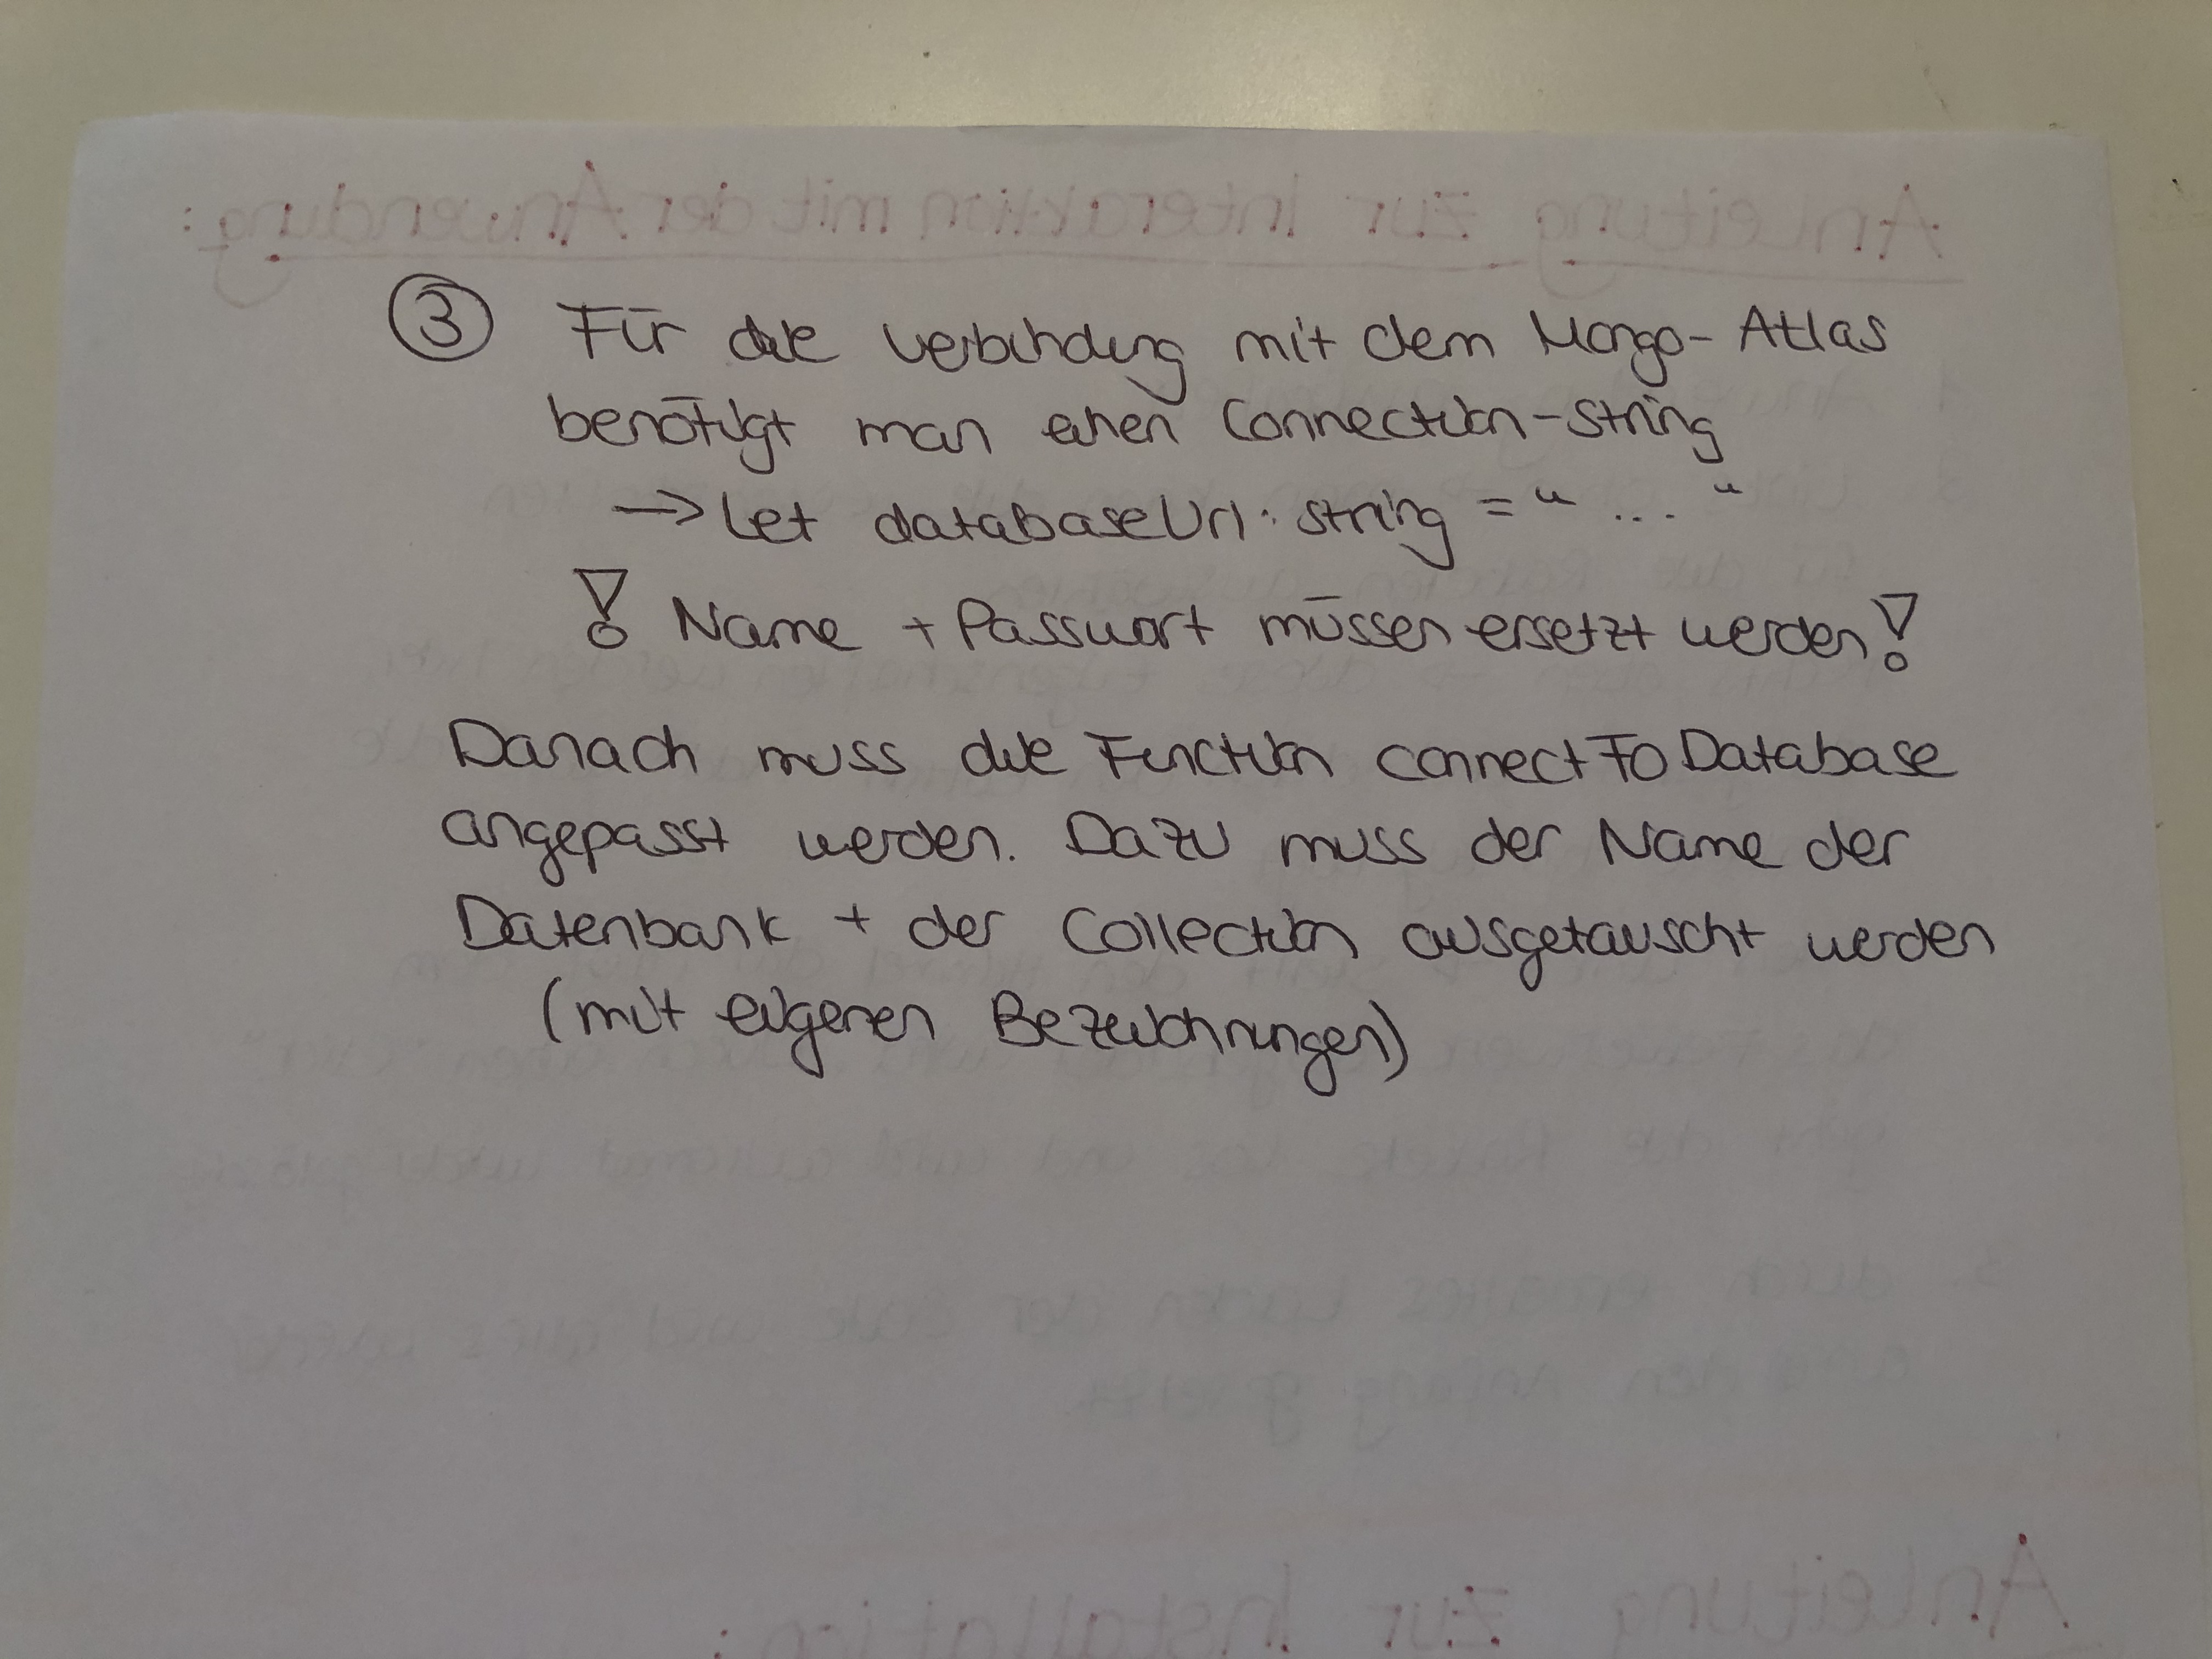 ③ Für die Verbindung mit dem Mongo-Atlas
benötigt man einen Connection-String
→ let databaseUrl: string = " ... "
! Name + Passwort müssen ersetzt werden!
Danach muss die Function connectToDatabase
angepasst werden. Dazu muss der Name der
Datenbank + der Collection ausgetauscht werden
(mit eigenen Bezeichnungen)